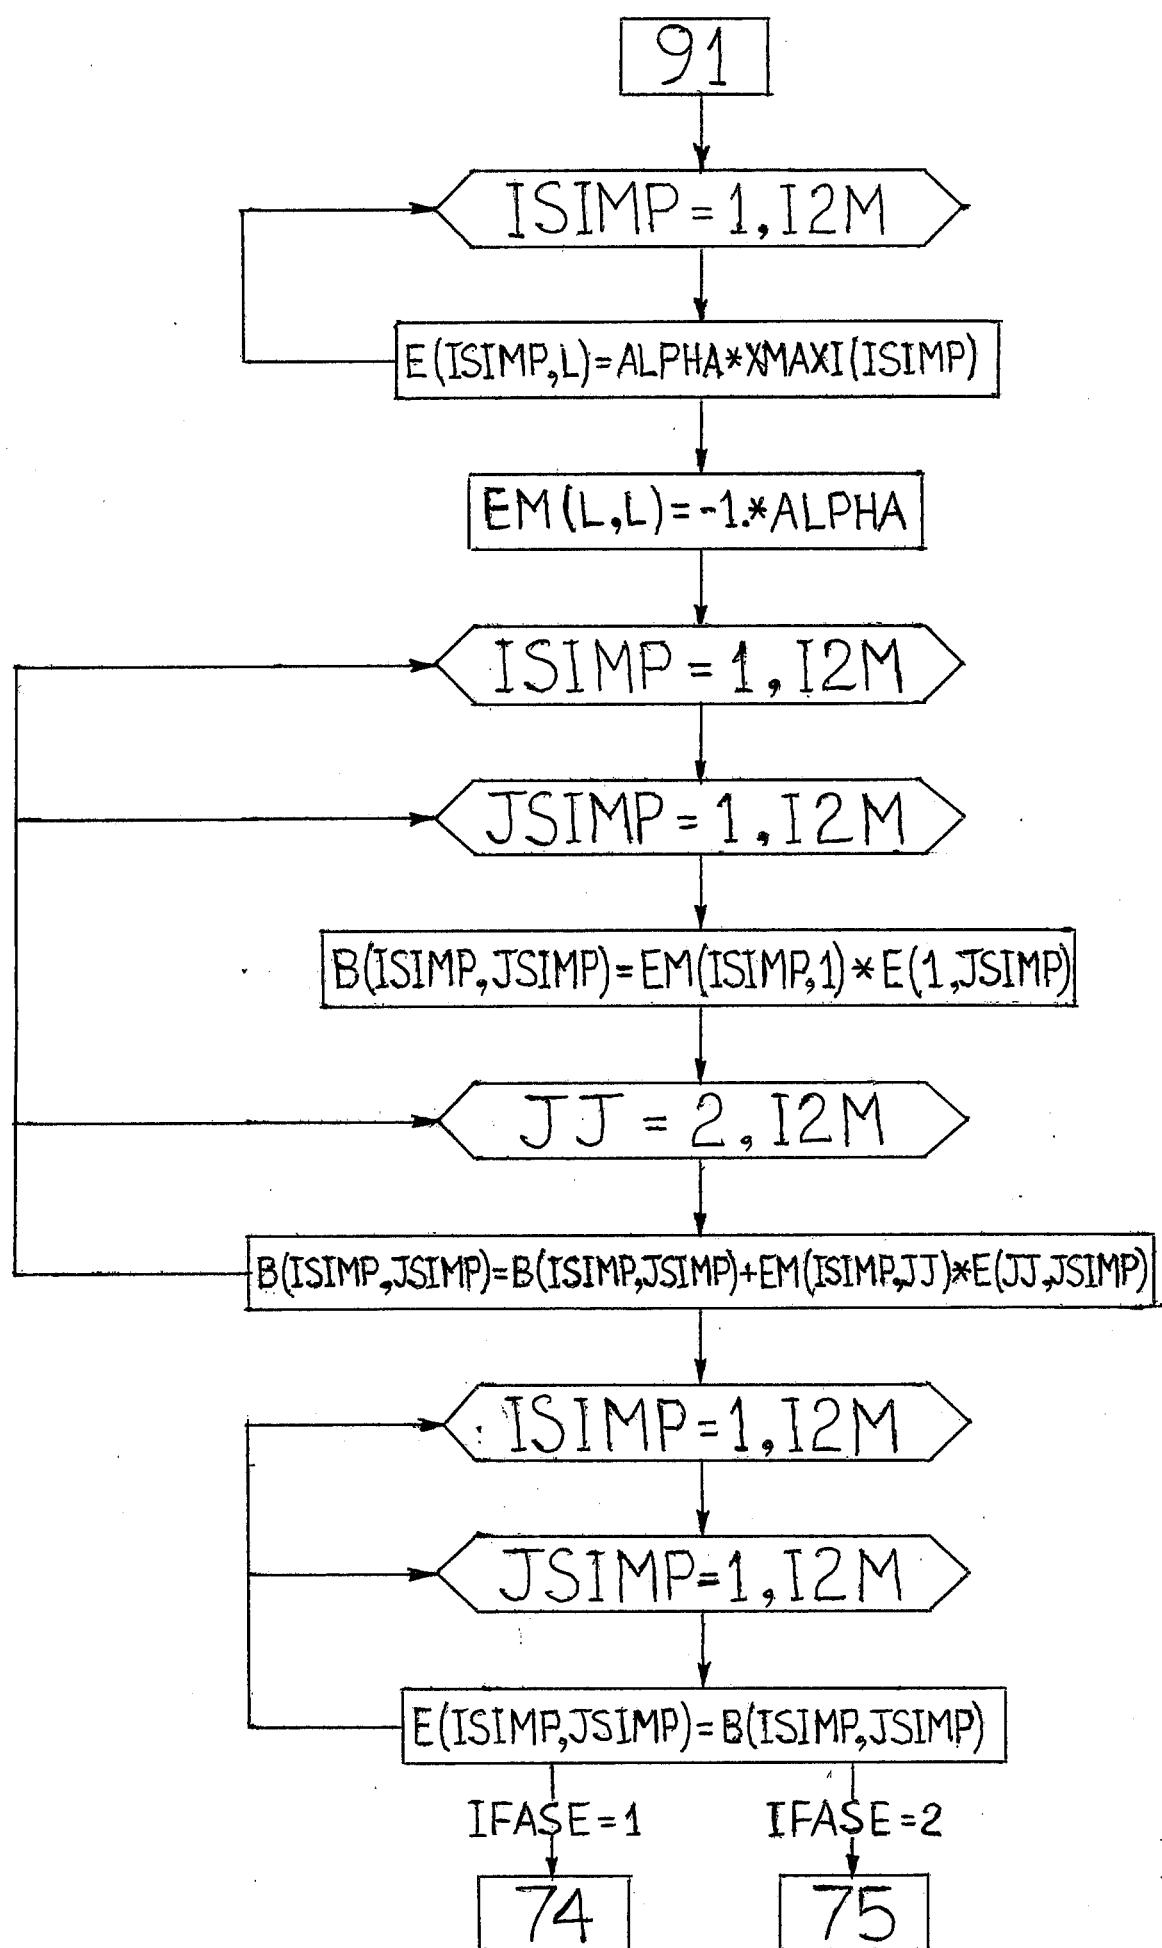 91
ISIMP=1,I2M
E(ISIMP,L)=ALPHA*XMAXI(ISIMP)
EM(L,L)=-1.*ALPHA
ISIMP=1,I2M
JSIMP=1,I2M
B(ISIMP,JSIMP)=EM(ISIMP,1)*E(1,JSIMP)
JJ=2,I2M
B(ISIMP,JSIMP)=B(ISIMP,JSIMP)+EM(ISIMP,JJ)*E(JJ,JSIMP)
ISIMP=1,I2M
JSIMP=1,I2M
E(ISIMP,JSIMP)=B(ISIMP,JSIMP)
IFASE=1 IFASE=2
74 75